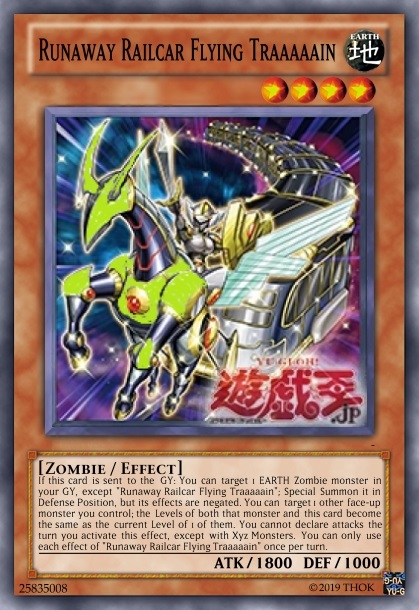 Runaway Railcar Flying Traaaaain
EARTH
地
YU-GI-OH!
遊戯王
.JP
[Zombie / Effect]
If this card is sent to the GY: You can target 1 EARTH Zombie monster in
your GY, except "Runaway Railcar Flying Traaaaain"; Special Summon it in
Defense Position, but its effects are negated. You can target 1 other face-up
monster you control; the Levels of both that monster and this card become
the same as the current Level of 1 of them. You cannot declare attacks the
turn you activate this effect, except with Xyz Monsters. You can only use
each effect of "Runaway Railcar Flying Traaaaain" once per turn.
ATK / 1800 DEF / 1000
25835008
©2019 THOK